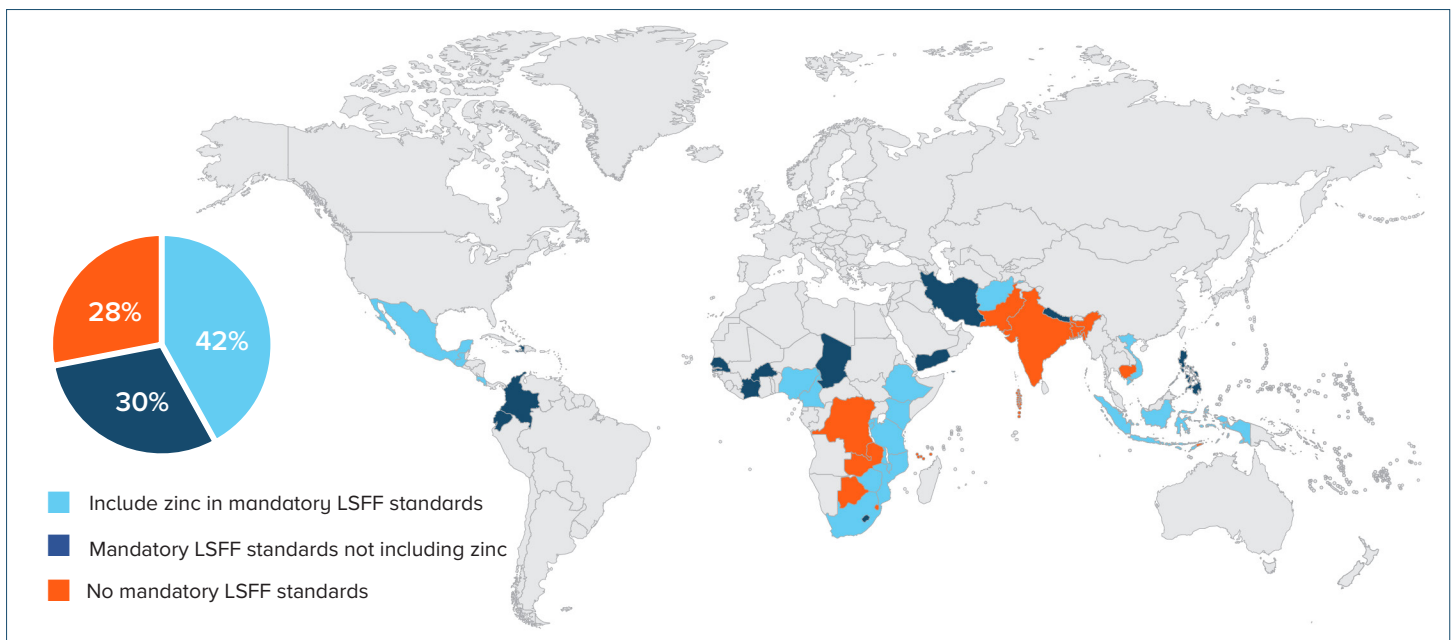 28%
42%
30%
Include zinc in mandatory LSFF standards
Mandatory LSFF standards not including zinc
No mandatory LSFF standards